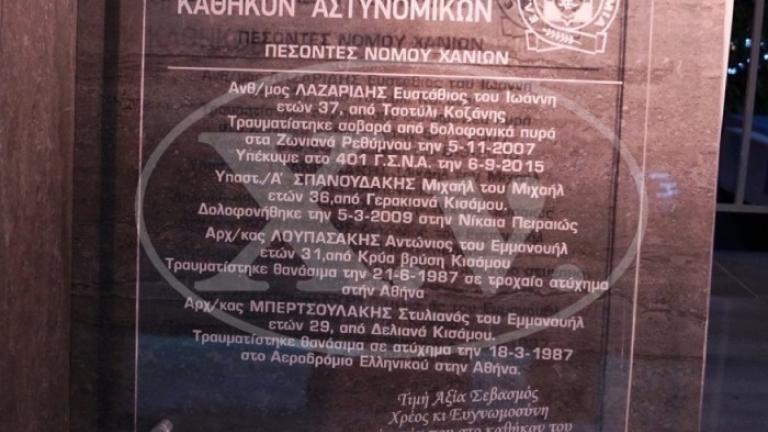 ΚΑΘΗΚΟΝ ΑΣΤΥΝΟΜΙΚΩΝ
ΠΕΣΟΝΤΕΣ ΝΟΜΟΥ ΧΑΝΙΩΝ
Ανθ/μος ΛΑΖΑΡΙΔΗΣ Ευστάθιος του Ιωάννη
ετών 37, από Τσοτύλι Κοζάνης
Τραυματίστηκε σοβαρά από δολοφονικά πυρά
στα Ζωνιανά Ρεθύμνου την 5-11-2007
Υπέκυψε στο 401 Γ.Σ.Ν.Α. την 6-9-2015
Υπαστ./Α' ΣΠΑΝΟΥΔΑΚΗΣ Μιχαήλ του Μιχαήλ
ετών 36,από Γερακιανά Κισάμου.
Δολοφονήθηκε την 5-3-2009 στην Νίκαια Πειραιώς
Αρχ/κας ΛΟΥΠΑΣΑΚΗΣ Αντώνιος του Εμμανουήλ
ετών 31,από Κρύα βρύση Κισάμου
Τραυματίστηκε θανάσιμα την 21-6-1987 σε τροχαίο ατύχημα
στην Αθήνα
Αρχ/κας ΜΠΕΡΤΣΟΥΛΑΚΗΣ Στυλιανός του Εμμανουήλ
ετών 29, από Δελιανά Κισάμου.
Τραυματίστηκε θανάσιμα σε ατύχημα την 18-3-1987
στο Αεροδρόμιο Ελληνικού στην Αθήνα.
Τιμή Αξία Σεβασμός
Χρέος κι Ευγνωμοσύνη
στο καθήκον του